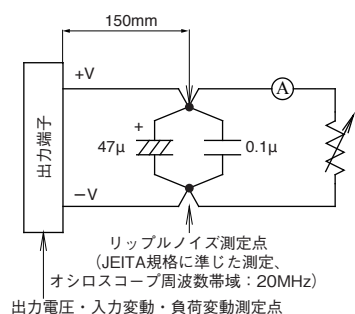 150mm
+V
A
出力端子
+
47μ
0.1μ
−V
リップルノイズ測定点
(JEITA規格に準じた測定、
オシロスコープ周波数帯域：20MHz)
出力電圧・入力変動・負荷変動測定点